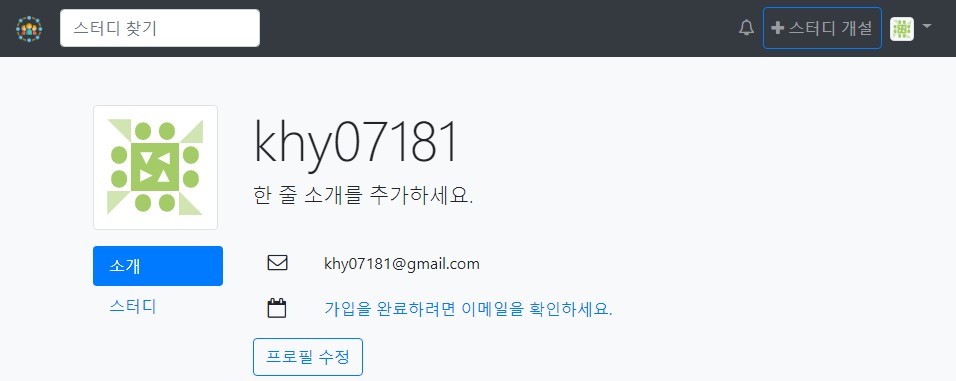 스터디 찾기
스터디 개설
khy07181
한 줄 소개를 추가하세요.
소개
스터디
khy07181@gmail.com
가입을 완료하려면 이메일을 확인하세요.
프로필 수정